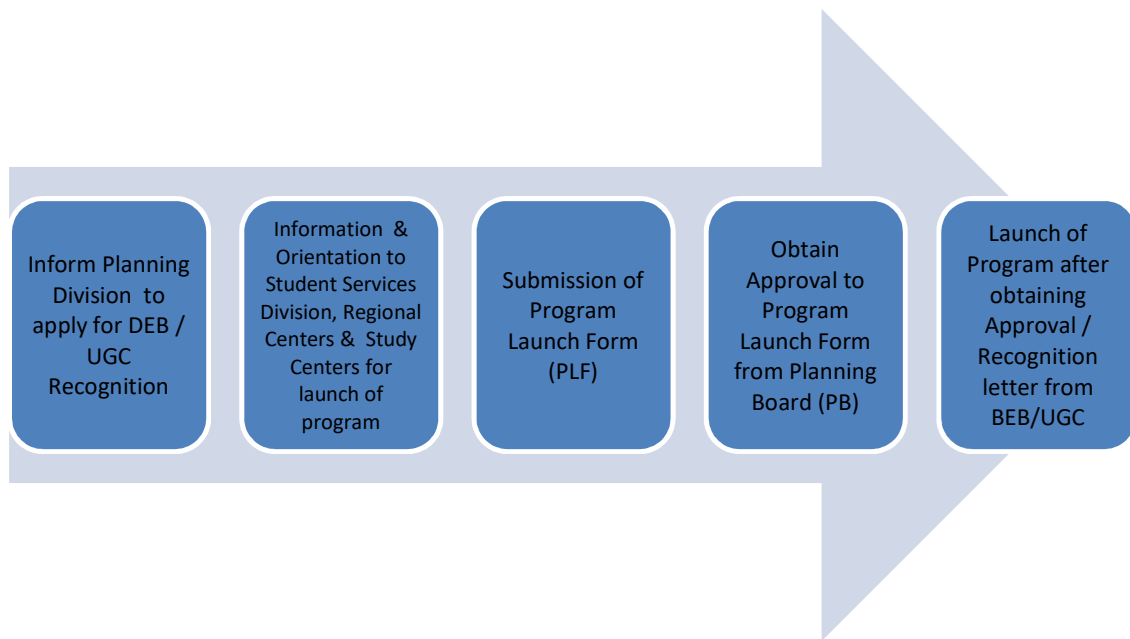 Inform Planning
Division to
apply for DEB /
UGC
Recognition
Information &
Orientation to
Student Services
Division, Regional
Centers & Study
Centers for
launch of
program
Submission of
Program
Launch Form
(PLF)
Obtain
Approval to
Program
Launch Form
from Planning
Board (PB)
Launch of
Program after
obtaining
Approval /
Recognition
letter from
BEB/UGC